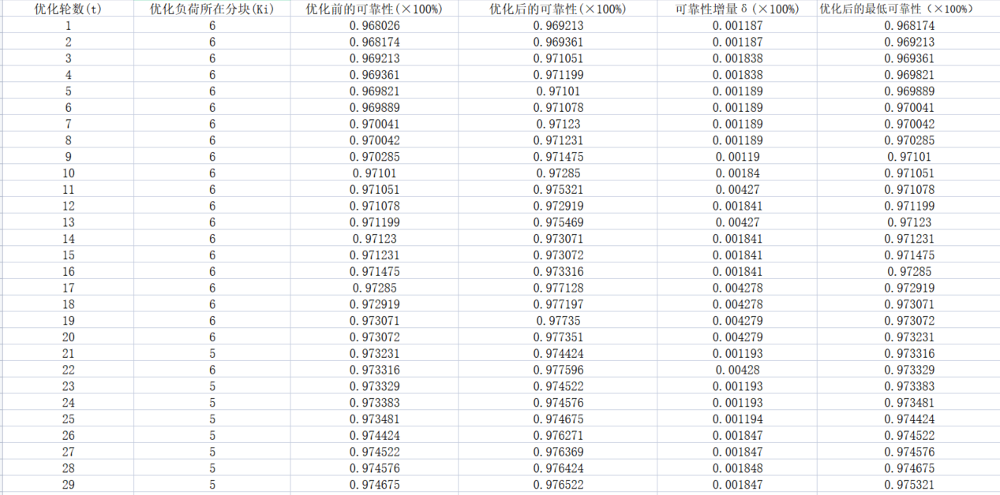 优化轮数(t) 优化负荷所在分块(Ki) 优化前的可靠性(×100%) 优化后的可靠性(×100%) 可靠性增量δ(×100%) 优化后的最低可靠性（×100%）
1 6 0.968026 0.969213 0.001187 0.968174
2 6 0.968174 0.969361 0.001187 0.969213
3 6 0.969213 0.971051 0.001838 0.969361
4 6 0.969361 0.971199 0.001838 0.969821
5 6 0.969821 0.97101 0.001189 0.969889
6 6 0.969889 0.971078 0.001189 0.970041
7 6 0.970041 0.97123 0.001189 0.970042
8 6 0.970042 0.971231 0.001189 0.970285
9 6 0.970285 0.971475 0.00119 0.97101
10 6 0.97101 0.97285 0.00184 0.971051
11 6 0.971051 0.975321 0.00427 0.971078
12 6 0.971078 0.972919 0.001841 0.971199
13 6 0.971199 0.975469 0.00427 0.97123
14 6 0.97123 0.973071 0.001841 0.971231
15 6 0.971231 0.973072 0.001841 0.971475
16 6 0.971475 0.973316 0.001841 0.97285
17 6 0.97285 0.977128 0.004278 0.972919
18 6 0.972919 0.977197 0.004278 0.973071
19 6 0.973071 0.97735 0.004279 0.973072
20 6 0.973072 0.977351 0.004279 0.973231
21 5 0.973231 0.974424 0.001193 0.973316
22 6 0.973316 0.977596 0.00428 0.973329
23 5 0.973329 0.974522 0.001193 0.973383
24 5 0.973383 0.974576 0.001193 0.973481
25 5 0.973481 0.974675 0.001194 0.974424
26 5 0.974424 0.976271 0.001847 0.974522
27 5 0.974522 0.976369 0.001847 0.974576
28 5 0.974576 0.976424 0.001848 0.974675
29 5 0.974675 0.976522 0.001847 0.975321